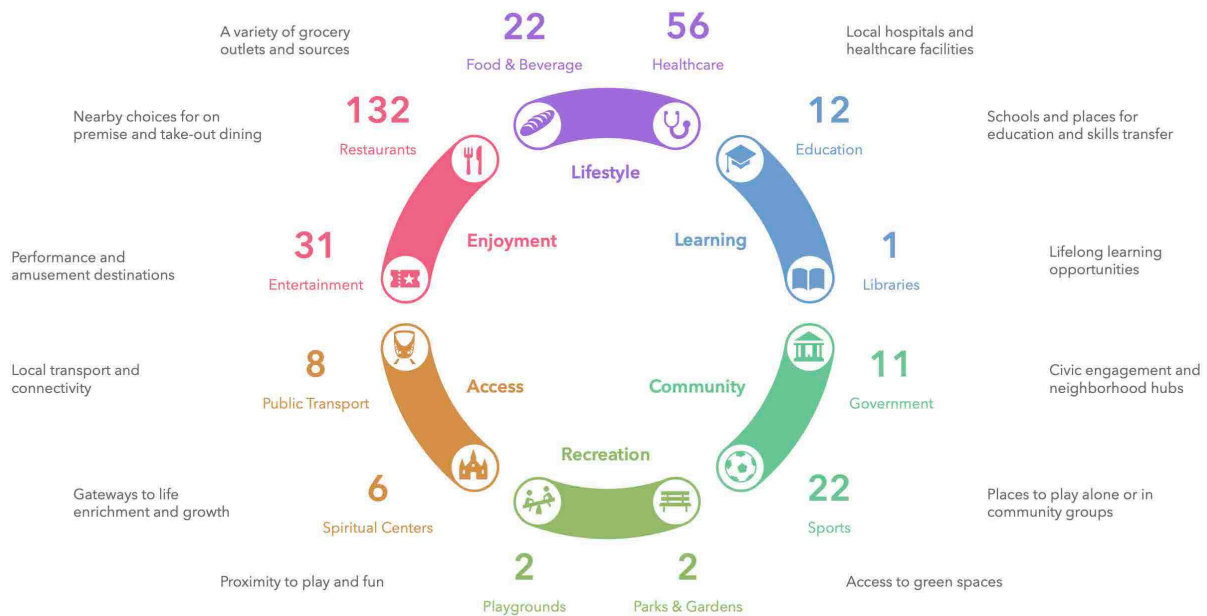 A variety of grocery
outlets and sources
22
Food & Beverage
56
Healthcare
Local hospitals and
healthcare facilities
Nearby choices for on
premise and take-out dining
132
Restaurants
Lifestyle
12
Education
Schools and places for
education and skills transfer
Performance and
amusement destinations
31
Entertainment
Enjoyment
Learning
1
Libraries
Lifelong learning
opportunities
Local transport and
connectivity
8
Public Transport
Access
Community
11
Government
Civic engagement and
neighborhood hubs
Gateways to life
enrichment and growth
6
Spiritual Centers
Recreation
22
Sports
Places to play alone or in
community groups
Proximity to play and fun
2
Playgrounds
2
Parks & Gardens
Access to green spaces